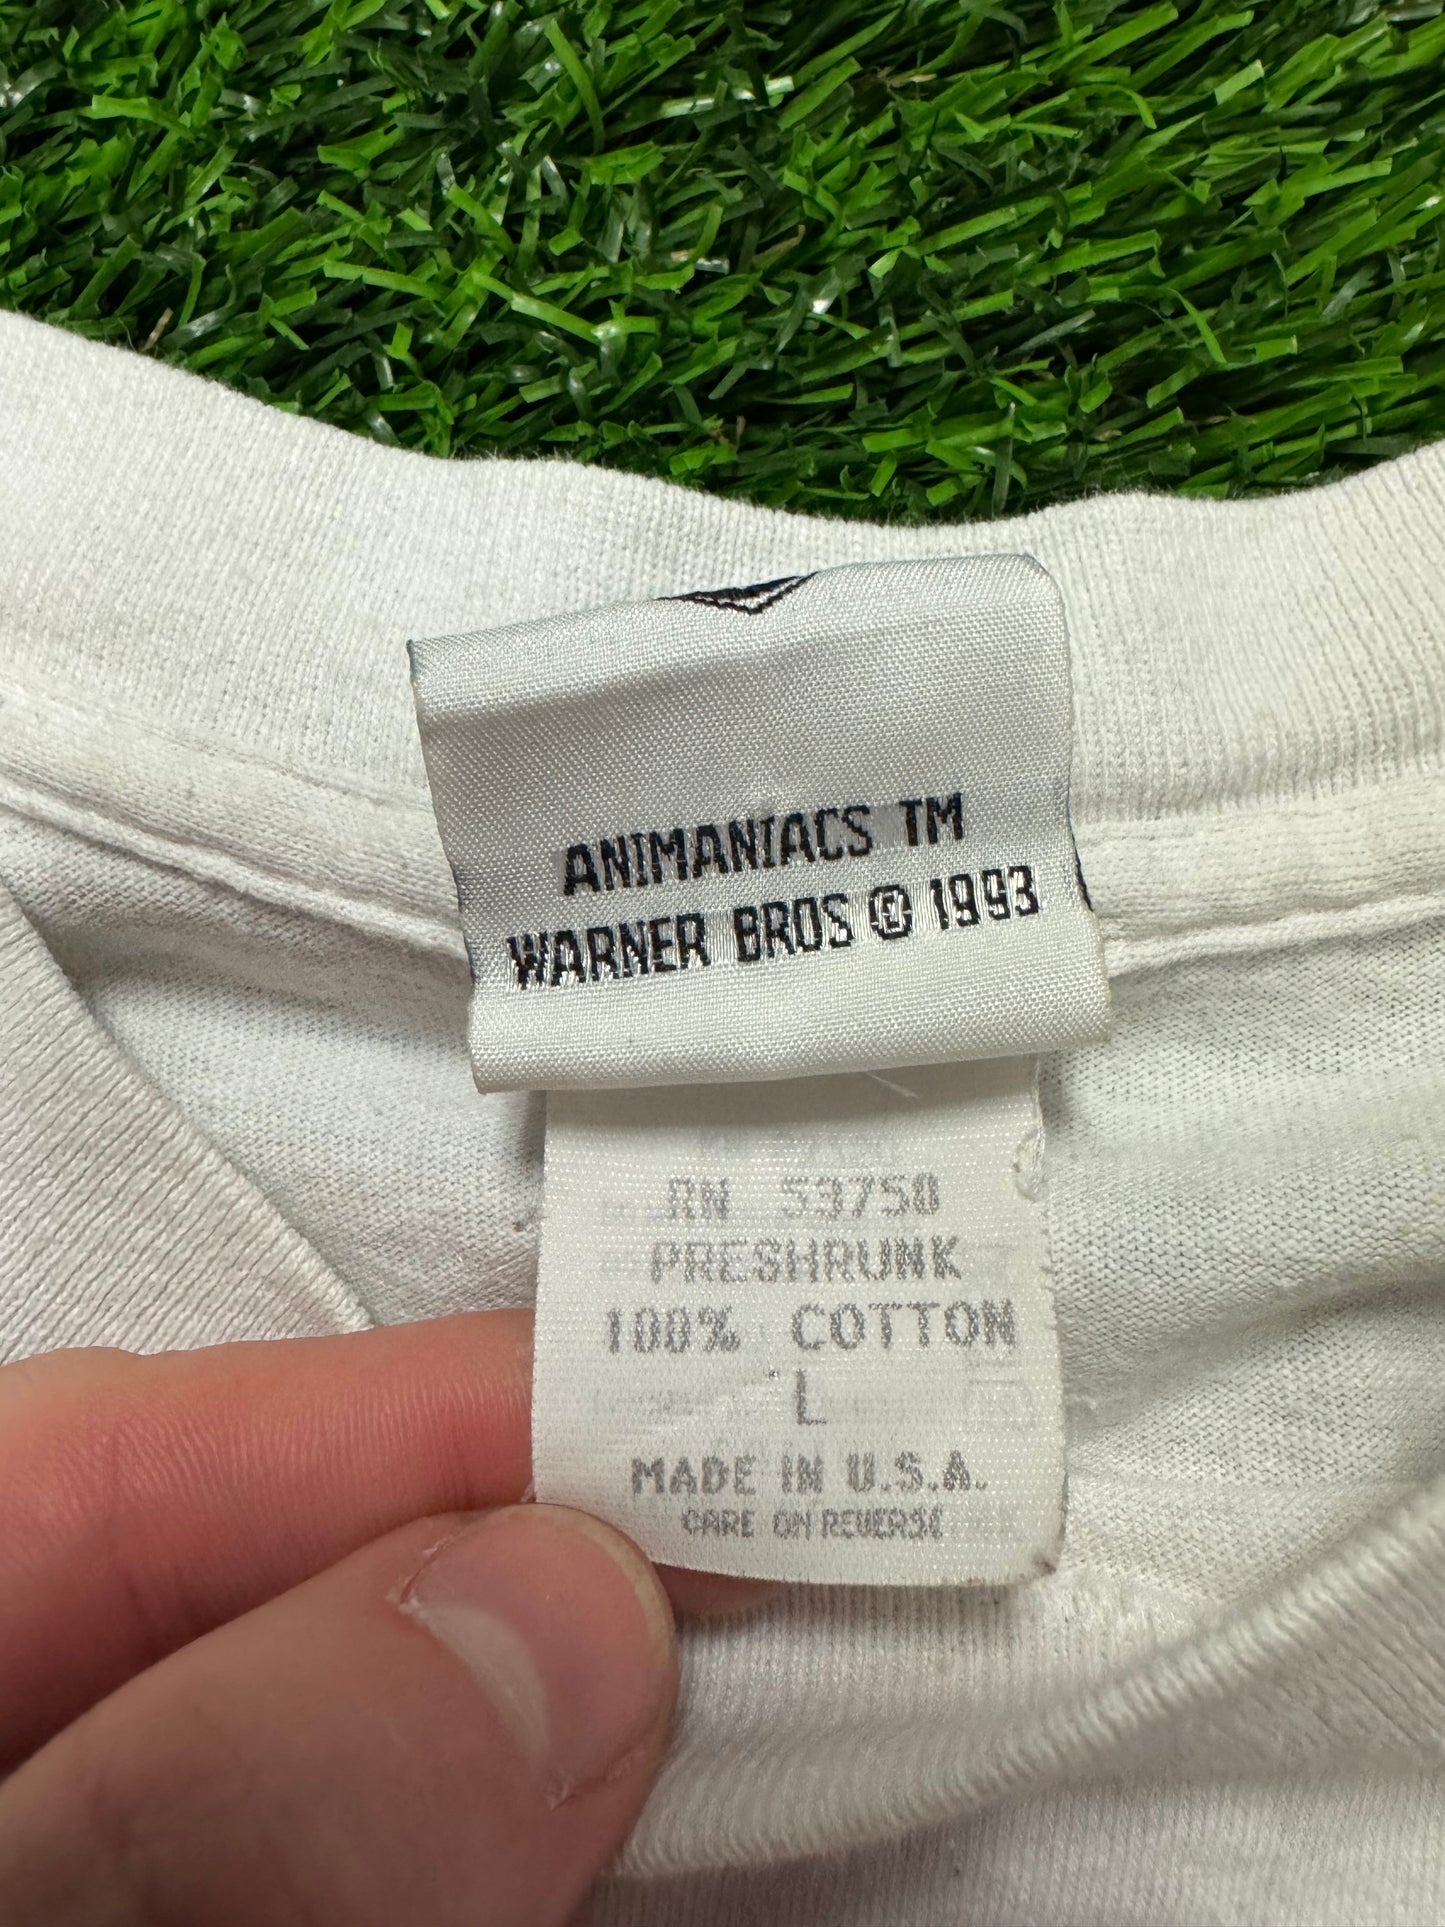 ANIMANIACS TM
WARNER BROS © 1993
RN 53750
PRESHRUNK
100% COTTON
L
MADE IN U.S.A.
CARE ON REVERSE